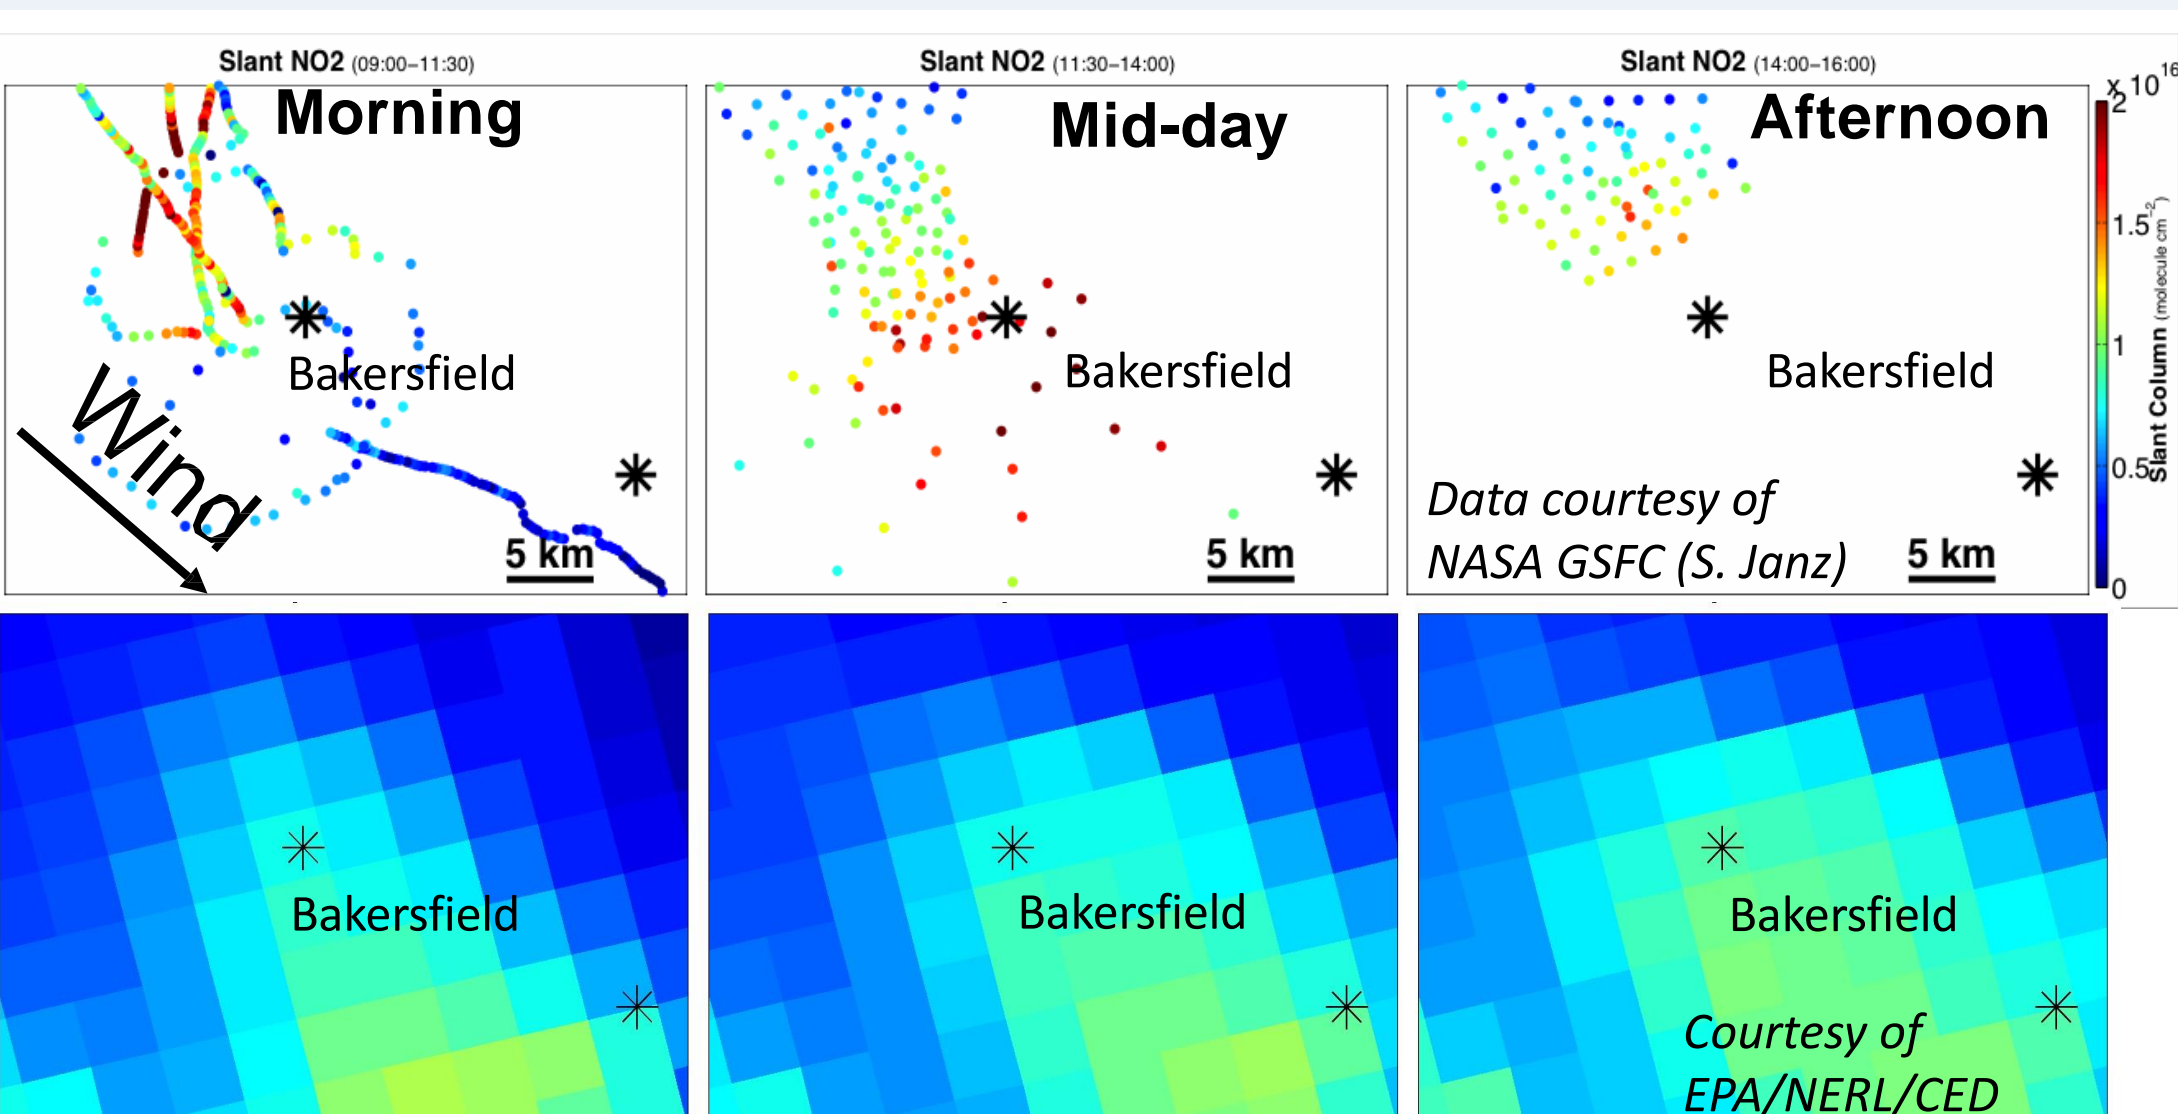 Slant NO2 (09:00–11:30)
Slant NO2 (11:30–14:00)
Slant NO2 (14:00–16:00)
Morning
Mid-day
Afternoon
x 10^16
2
1.5
1
0.5
0
Slant Column (molecule cm^-2)
Bakersfield
Bakersfield
Bakersfield
Wind
5 km
5 km
5 km
Data courtesy of
NASA GSFC (S. Janz)
Bakersfield
Bakersfield
Bakersfield
Courtesy of
EPA/NERL/CED